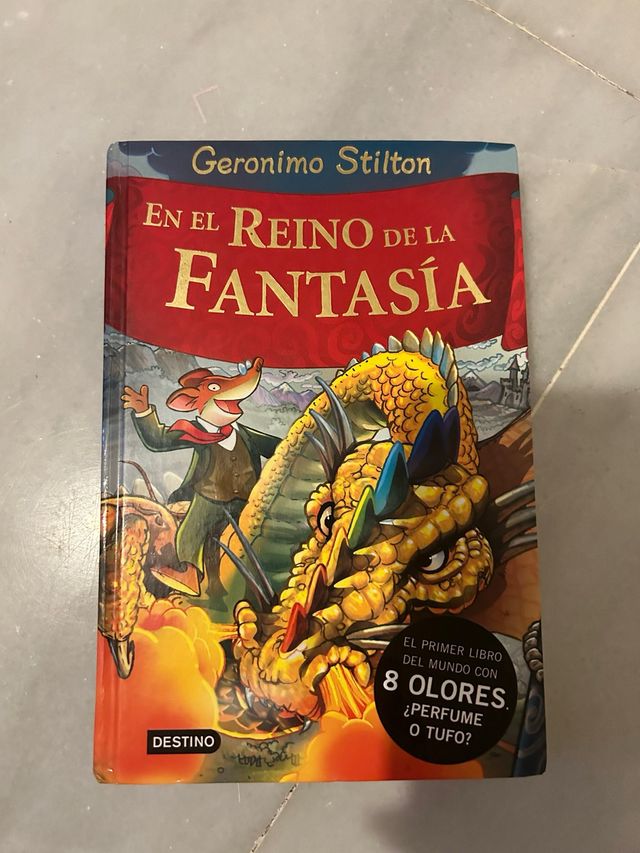 Geronimo Stilton
EN EL REINO DE LA
FANTASÍA
EL PRIMER LIBRO
DEL MUNDO CON
8 OLORES.
¿PERFUME
O TUFO?
DESTINO